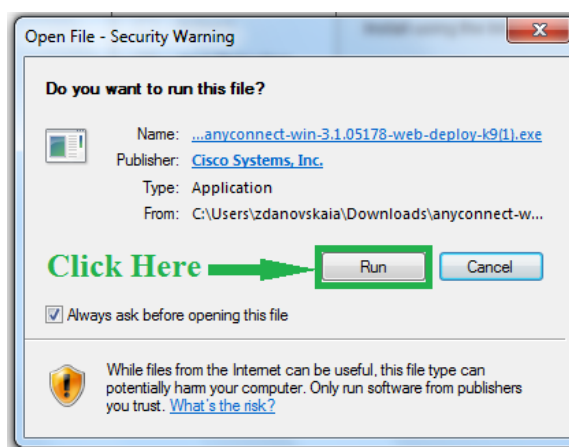 Open File - Security Warning
Do you want to run this file?
Name: ...anyconnect-win-3.1.05178-web-deploy-k9(1).exe
Publisher: Cisco Systems, Inc.
Type: Application
From: C:\Users\zdanovskaia\Downloads\anyconnect-w...
Click Here Run Cancel
Always ask before opening this file
While files from the Internet can be useful, this file type can
potentially harm your computer. Only run software from publishers
you trust. What's the risk?